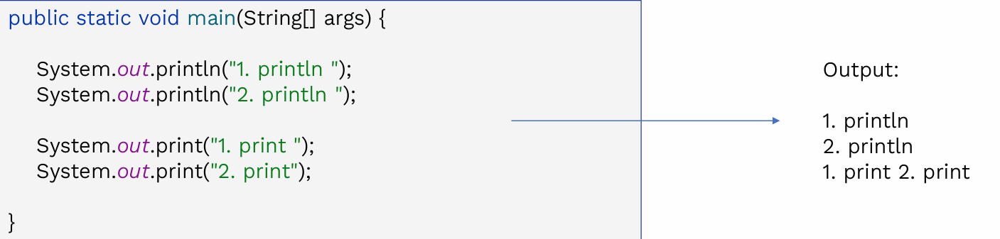 public static void main(String[] args) {
System.out.println("1. println ");
System.out.println("2. println ");
System.out.print("1. print ");
System.out.print("2. print");
}
Output:
1. println
2. println
1. print 2. print